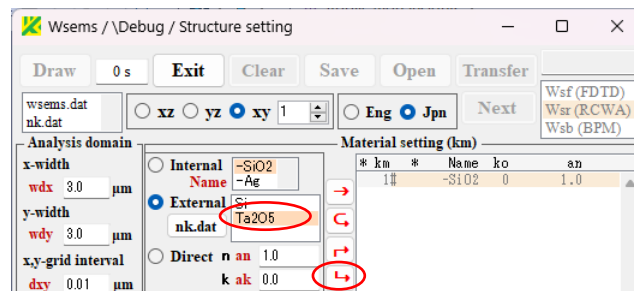 Wsems / \Debug / Structure setting
Draw 0 s Exit Clear Save Open Transfer
wsems.dat
nk.dat
xz yz xy 1 Eng Jpn Next
Wsf (FDTD)
Wsr (RCWA)
Wsb (BPM)
Analysis domain
x-width
wdx 3.0 μm
y-width
wdy 3.0 μm
x,y-grid interval
dxy 0.01 μm
Material setting (km)
Internal Name
-SiO2
-Ag
External
nk.dat
Si
Ta2O5
Direct n an 1.0
k ak 0.0
* km * Name ko an
1# -SiO2 0 1.0